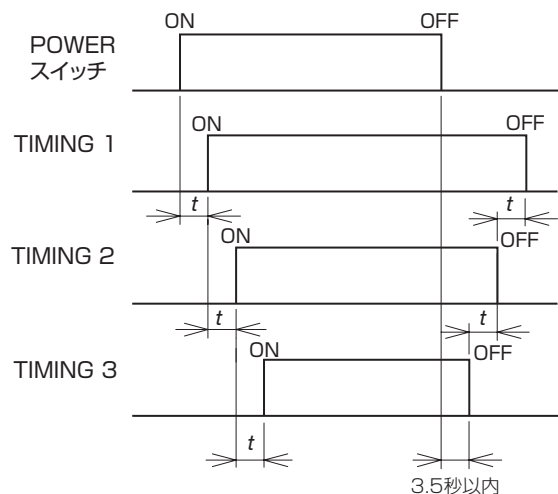 ON
OFF
POWER
スイッチ
ON
OFF
TIMING 1
t
t
ON
OFF
TIMING 2
t
t
ON
OFF
TIMING 3
t
3.5秒以内